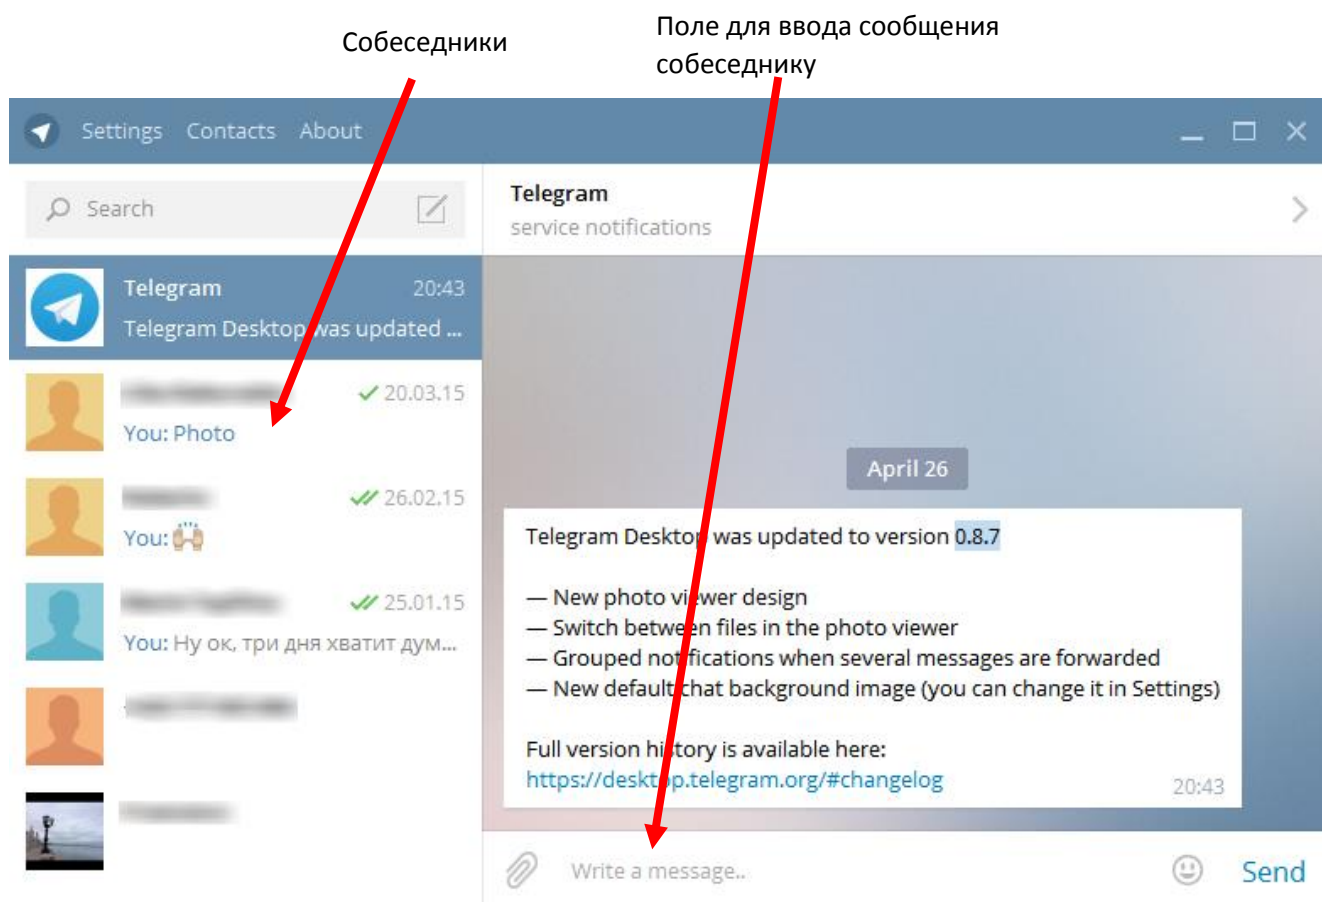 Собеседники
Поле для ввода сообщения
собеседнику
Settings Contacts About
Search
Telegram
service notifications
Telegram 20:43
Telegram Desktop was updated ...
20.03.15
You: Photo
26.02.15
You: 🙌
25.01.15
You: Ну ок, три дня хватит дум...
April 26
Telegram Desktop was updated to version 0.8.7
— New photo viewer design
— Switch between files in the photo viewer
— Grouped notifications when several messages are forwarded
— New default chat background image (you can change it in Settings)
Full version history is available here:
https://desktop.telegram.org/#changelog
20:43
Write a message..
Send